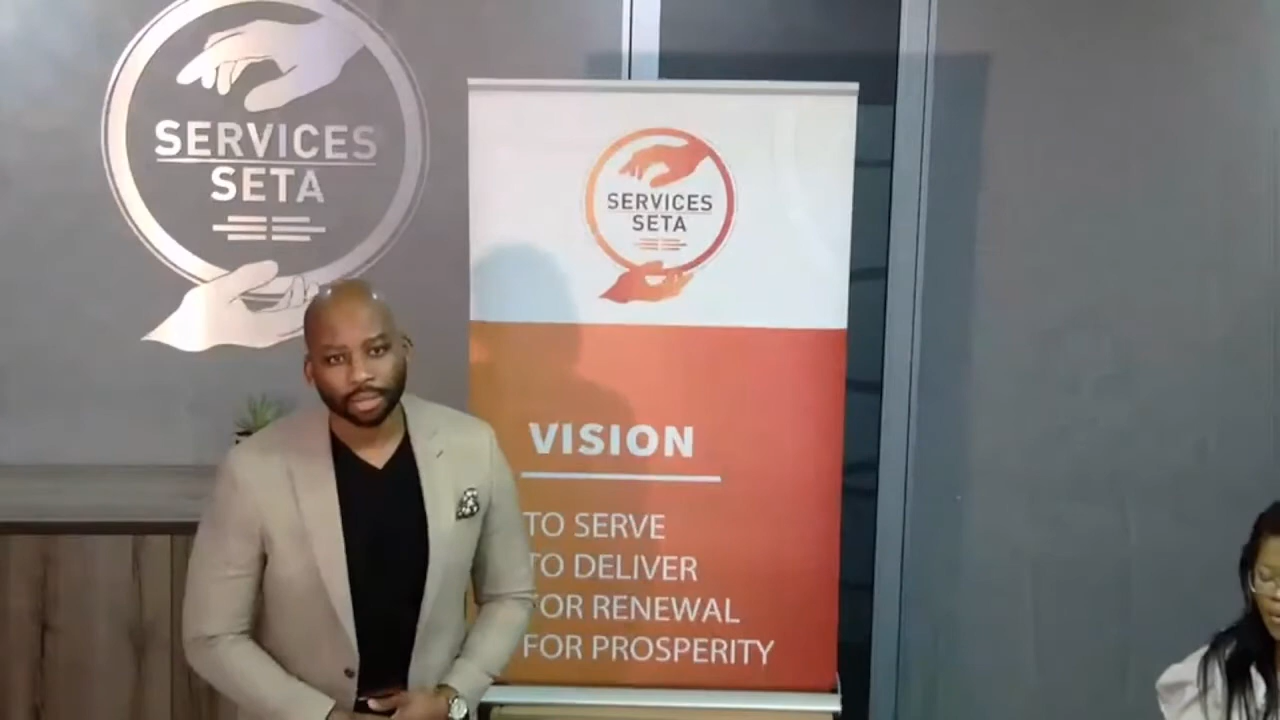 SERVICES
SETA
SERVICES
SETA
VISION
TO SERVE
TO DELIVER
FOR RENEWAL
FOR PROSPERITY